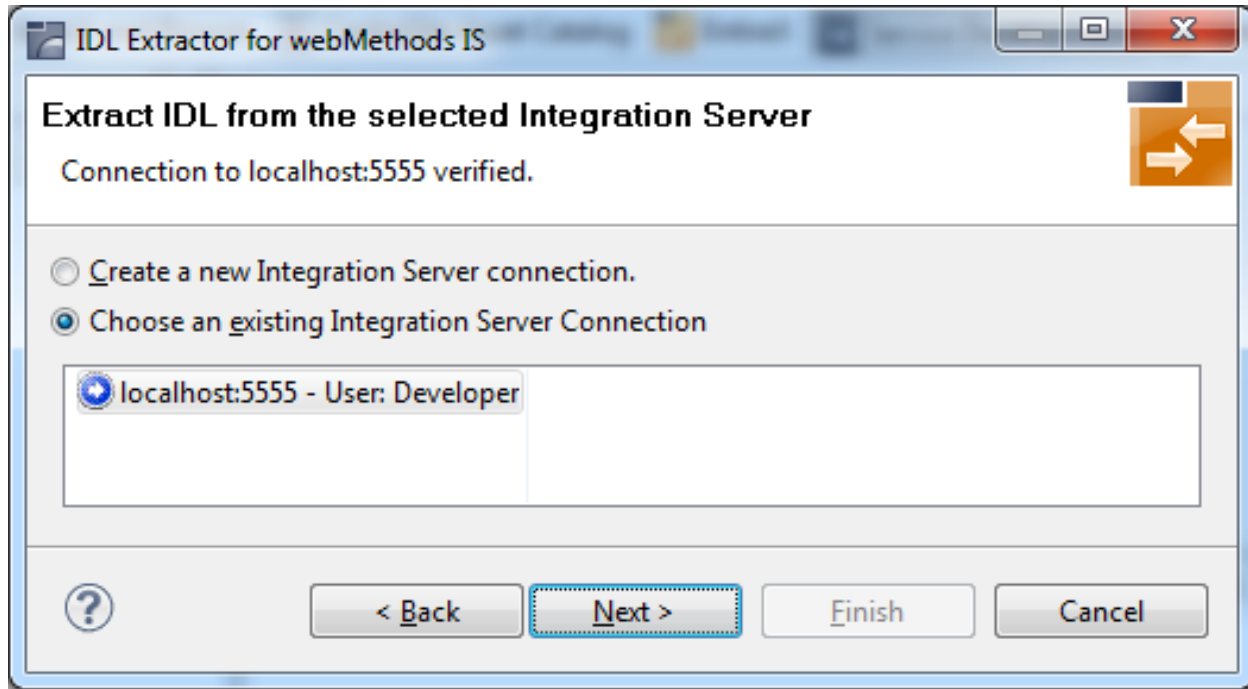 IDL Extractor for webMethods IS
Extract IDL from the selected Integration Server
Connection to localhost:5555 verified.
Create a new Integration Server connection.
Choose an existing Integration Server Connection
localhost:5555 - User: Developer
< Back Next > Finish Cancel